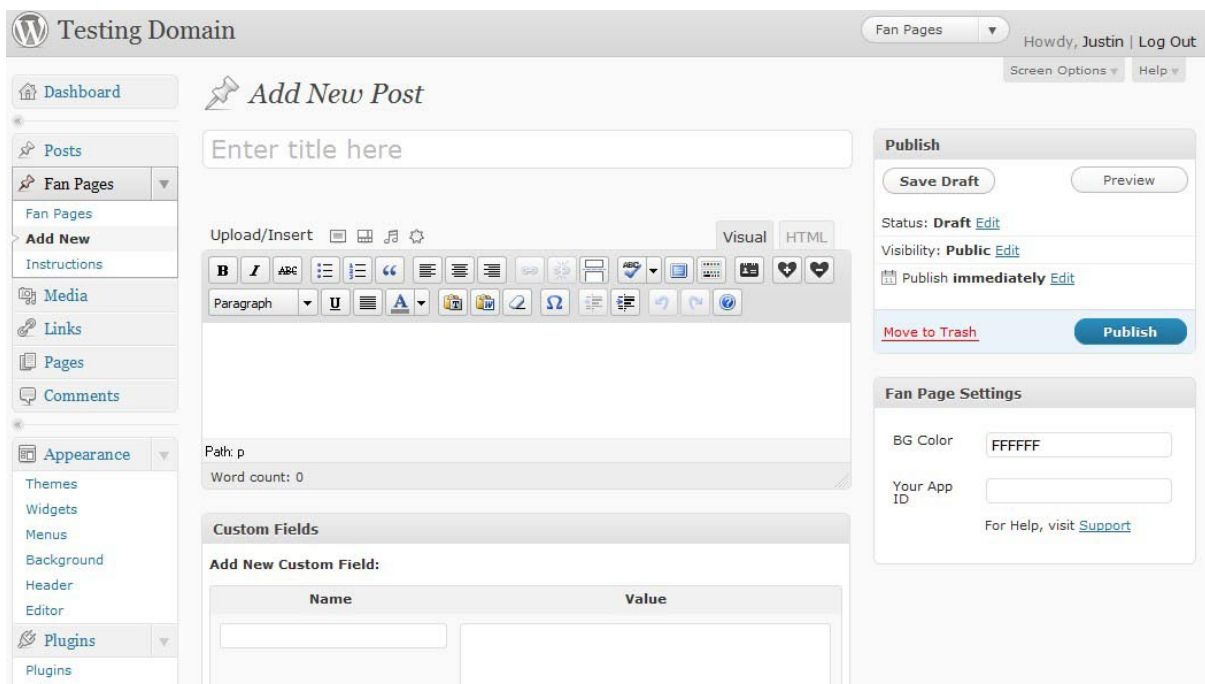 Testing Domain
Fan Pages
Howdy, Justin | Log Out
Screen Options
Help
Dashboard
Posts
Fan Pages
Fan Pages
Add New
Instructions
Media
Links
Pages
Comments
Appearance
Themes
Widgets
Menus
Background
Header
Editor
Plugins
Plugins
Add New Post
Enter title here
Upload/Insert
Visual
HTML
B I ABC ABC
Paragraph U A T W Ω
Path: p
Word count: 0
Custom Fields
Add New Custom Field:
Name Value
Publish
Save Draft
Preview
Status: Draft Edit
Visibility: Public Edit
Publish immediately Edit
Move to Trash
Publish
Fan Page Settings
BG Color
FFFFFF
Your App
ID
For Help, visit Support